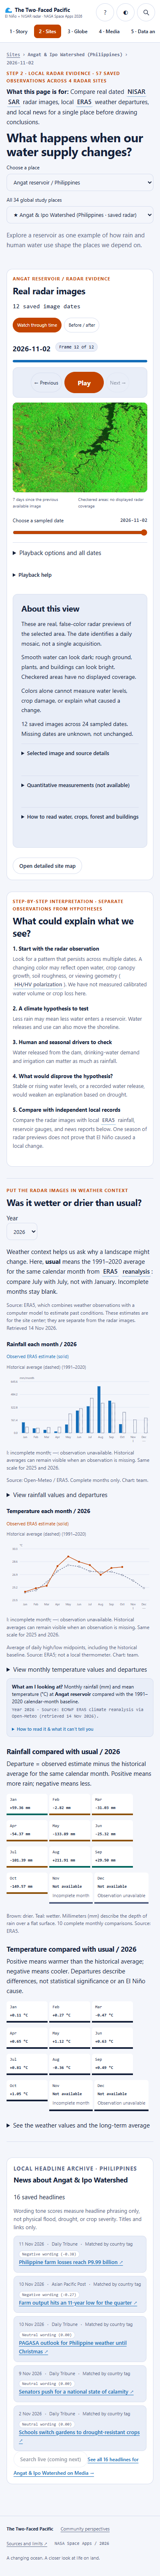 The Two-Faced Pacific
El Niño + NISAR · NASA Space Apps 2026
?
1 · Story
2 · Sites
3 · Globe
4 · Media
5 · Data an
Sites › Angat & Ipo Watershed (Philippines) ›
2026-11-02
STEP 2 · LOCAL RADAR EVIDENCE · 57 SAVED
OBSERVATIONS ACROSS 4 RADAR SITES
What this page is for: Compare real dated NISAR
SAR radar images, local ERA5 weather departures,
and local news for a single place before drawing
conclusions.
What happens when our
water supply changes?
Choose a place
Angat reservoir / Philippines
All 34 global study places
★ Angat & Ipo Watershed (Philippines · saved radar)
Explore a reservoir as one example of how rain and
human water use shape the places we depend on.
ANGAT RESERVOIR / RADAR EVIDENCE
Real radar images
12 saved image dates
Watch through time
Before / after
2026-11-02
Frame 12 of 12
← Previous
Play
Next →
7 days since the previous
available image
Checkered areas: no displayed radar
coverage
Choose a sampled date
2026-11-02
▸ Playback options and all dates
▸ Playback help
About this view
These are real, false-color radar previews of
the selected area. The date identifies a daily
mosaic, not a single acquisition.
Smooth water can look dark; rough ground,
plants, and buildings can look bright.
Checkered areas have no displayed coverage.
Colors alone cannot measure water level,
crop damage, or city expansion.
12 saved images across 24 sampled dates.
Missing dates are unknown, not unchanged.
▸ Selected image and source details
▸ Quantitative measurements (not available)
▸ How to read water, crops, forest and buildings
Open detailed site map
STEP-BY-STEP INTERPRETATION · SEPARATE
OBSERVATIONS FROM HYPOTHESES
What could explain what we
see?
1. Start with the radar observation
Look for a pattern that persists across multiple dates. A
changing shape may reflect open water, crop canopy
growth, soil roughness, or viewing geometry (
HH/HV polarization ). We have not measured calibrated
water volume or crop loss here.
2. A climate hypothesis to test
Less rain may mean less water enters a reservoir. Water
releases and use can also move the shoreline.
3. Human and seasonal drivers to check
Water released from the dam, drinking-water demand
and irrigation can matter as much as rainfall.
4. What would disprove the hypothesis?
Stable or rising levels, or a change caused by a water
release, would weaken an explanation based on drought.
5. Compare with independent local records
Compare the radar images with local ERA5 rainfall,
reservoir gauges, and news reports below. One season of
radar previews does not prove that El Niño caused a
local change.
PUT THE RADAR IMAGES IN WEATHER CONTEXT
Was it wetter or drier than usual?
Year
2026
Weather context helps us ask why a landscape might
change. Here, usual means the 1991–2020 average
for the same calendar month from ERA5 reanalysis :
compare July with July, not with January. Incomplete
months stay blank.
Source: ERA5, which combines weather observations with a
computer model to estimate past conditions. These estimates are
for the site center; they are separate from the radar images.
Retrieved 14 Nov 2026.
Rainfall each month / 2026
Observed ERA5 estimate (solid)
Historical average (dashed) (1991–2020)
I: incomplete month — observation unavailable. Historical
averages can remain visible when an observation is missing. Same
scale for 2025 and 2026.
Source: Open-Meteo / ERA5. Complete months only. Chart: team.
▸ View rainfall values and departures
Temperature each month / 2026
Observed ERA5 estimate (solid)
Historical average (dashed) (1991–2020)
I: incomplete month — observation unavailable. Historical
averages can remain visible when an observation is missing. Same
scale for 2025 and 2026.
Average of daily high/low midpoints, including the historical
baseline. Source: ERA5; not a local thermometer. Chart: team.
▸ View monthly temperature values and departures
What am I looking at? Monthly rainfall (mm) and mean
temperature (°C) at Angat reservoir compared with the 1991–
2020 calendar-month baseline.
Year 2026 · Source: ECMWF ERA5 climate reanalysis via
Open-Meteo (retrieved 14 Nov 2026).
▸ How to read it & what it can't tell you
Rainfall compared with usual / 2026
Departure = observed estimate minus the historical
average for the same calendar month. Positive means
more rain; negative means less.
Jan
+59.36 mm
Feb
-2.62 mm
Mar
-31.03 mm
Apr
-54.37 mm
May
-133.09 mm
Jun
-25.32 mm
Jul
Aug
+211.91 mm
Sep
+29.58 mm
Oct
-149.57 mm
Nov
Not available
Incomplete month
Dec
Not available
Observation unavailable
Brown: drier. Teal: wetter. Millimeters (mm) describe the depth of
rain over a flat surface. 10 complete monthly comparisons. Source:
ERA5.
Temperature compared with usual / 2026
Positive means warmer than the historical average;
negative means cooler. Departures describe
differences, not statistical significance or an El Niño
cause.
Jan
+0.11 °C
Feb
+0.17 °C
Mar
-0.47 °C
Apr
+0.65 °C
May
+1.12 °C
Jun
+0.63 °C
Jul
+0.61 °C
Aug
-0.36 °C
Sep
+0.89 °C
Oct
+1.05 °C
Nov
Not available
Incomplete month
Dec
Not available
Observation unavailable
▸ See the weather values and the long-term average
LOCAL HEADLINE ARCHIVE · PHILIPPINES
News about Angat & Ipo Watershed
16 saved headlines
Wording tone scores measure headline language only,
not physical crop damage or severity. Titles and links
only.
11 Nov 2026 · Daily Tribune · Matched by country tag
Negative wording (-0.10)
Philippine farm losses reach P9.99 billion ↗
10 Nov 2026 · Asian Pacific Post · Matched by country tag
Negative wording (-0.27)
Farm output hits an 11-year low for the quarter ↗
10 Nov 2026 · Daily Tribune · Matched by country tag
Neutral wording (0.00)
PAGASA outlook for Philippine weather until
Christmas ↗
9 Nov 2026 · Daily Tribune · Matched by country tag
Neutral wording (0.00)
Senators push for a national state of calamity ↗
2 Nov 2026 · Daily Tribune · Matched by country tag
Neutral wording (0.00)
Schools switch gardens to drought-resistant crops
↗
Search live (coming next)
See all 16 headlines for
Angat & Ipo Watershed on Media →
The Two-Faced Pacific
Community perspectives
Sources and limits ↗
NASA Space Apps / 2026
A changing ocean. A closer look at life on land.